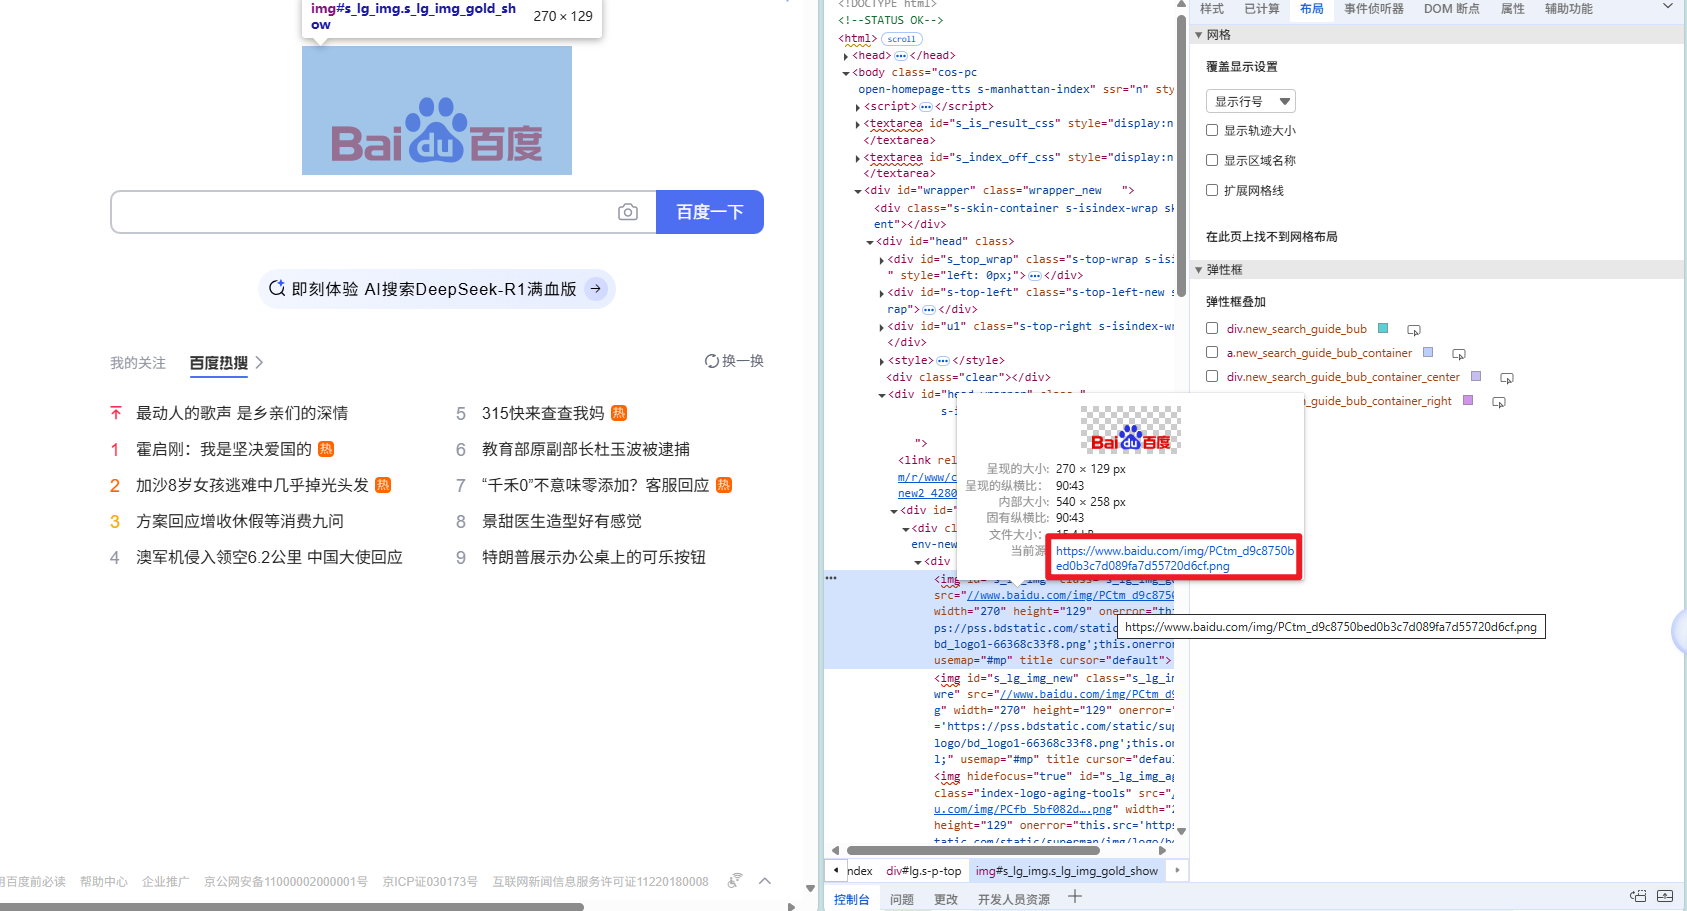 img#s_lg_img.s_lg_img_gold_sh
ow
270 × 129
Bai du 百度
百度一下
即刻体验 AI搜索DeepSeek-R1满血版
我的关注
百度热搜
换一换
最动人的歌声 是乡亲们的深情
1 霍启刚：我是坚决爱国的 热
2 加沙8岁女孩逃难中几乎掉光头发 热
3 方案回应增收休假等消费九问
4 澳军机侵入领空6.2公里 中国大使回应
5 315快来查查我妈 热
6 教育部原副部长杜玉波被逮捕
7 “千禾0”不意味零添加？客服回应 热
8 景甜医生造型好有感觉
9 特朗普展示办公桌上的可乐按钮
用百度前必读 帮助中心 企业推广 京公网安备11000002000001号 京ICP证030173号 互联网新闻信息服务许可证11220180008
<!DOCTYPE html>
<!--STATUS OK-->
<html> scroll
<head> ••• </head>
<body class="cos-pc
open-homepage-tts s-manhattan-index" ssr="n" sty
<script> ••• </script>
<textarea id="s_is_result_css" style="display:n
</textarea>
<textarea id="s_index_off_css" style="display:n
</textarea>
<div id="wrapper" class="wrapper_new ">
<div class="s-skin-container s-isindex-wrap sk
ent"></div>
<div id="head" class>
<div id="s_top_wrap" class="s-top-wrap s-isi
" style="left: 0px;"> ••• </div>
<div id="s-top-left" class="s-top-left-new s
rap"> ••• </div>
<div id="u1" class="s-top-right s-isindex-wr
</div>
<style> ••• </style>
<div class="clear"></div>
<div id="head_wrapper" class="
s-i
">
<link rel
m/r/www/c
new2_4280
<div id="
<div cl
env-new
<div
<img id="s_lg_img" class="s_lg_img_go
src="//www.baidu.com/img/PCtm_d9c8750
width="270" height="129" onerror="thi
ps://pss.bdstatic.com/static
bd_logo1-66368c33f8.png';this.onerror
usemap="#mp" title cursor="default">
<img id="s_lg_img_new" class="s_lg_im
wre" src="//www.baidu.com/img/PCtm_d9
g" width="270" height="129" onerror="
='https://pss.bdstatic.com/static/sup
logo/bd_logo1-66368c33f8.png';this.on
l;" usemap="#mp" title cursor="defau
<img hidefocus="true" id="s_lg_img_ag
class="index-logo-aging-tools" src="/
u.com/img/PCfb_5bf082d….png" width="2
height="129" onerror="this.src='https
tatic.com/static/superman/img/logo/bd
Bai du 百度
呈现的大小: 270 × 129 px
呈现的纵横比: 90:43
内部大小: 540 × 258 px
固有纵横比: 90:43
文件大小:
当前源 https://www.baidu.com/img/PCtm_d9c8750b
ed0b3c7d089fa7d55720d6cf.png
https://www.baidu.com/img/PCtm_d9c8750bed0b3c7d089fa7d55720d6cf.png
ndex div#lg.s-p-top img#s_lg_img.s_lg_img_gold_show
控制台 问题 更改 开发人员资源
样式 已计算 布局 事件侦听器 DOM 断点 属性 辅助功能
网格
覆盖显示设置
显示行号
显示轨迹大小
显示区域名称
扩展网格线
在此页上找不到网格布局
弹性框
弹性框叠加
div.new_search_guide_bub
a.new_search_guide_bub_container
div.new_search_guide_bub_container_center
_guide_bub_container_right